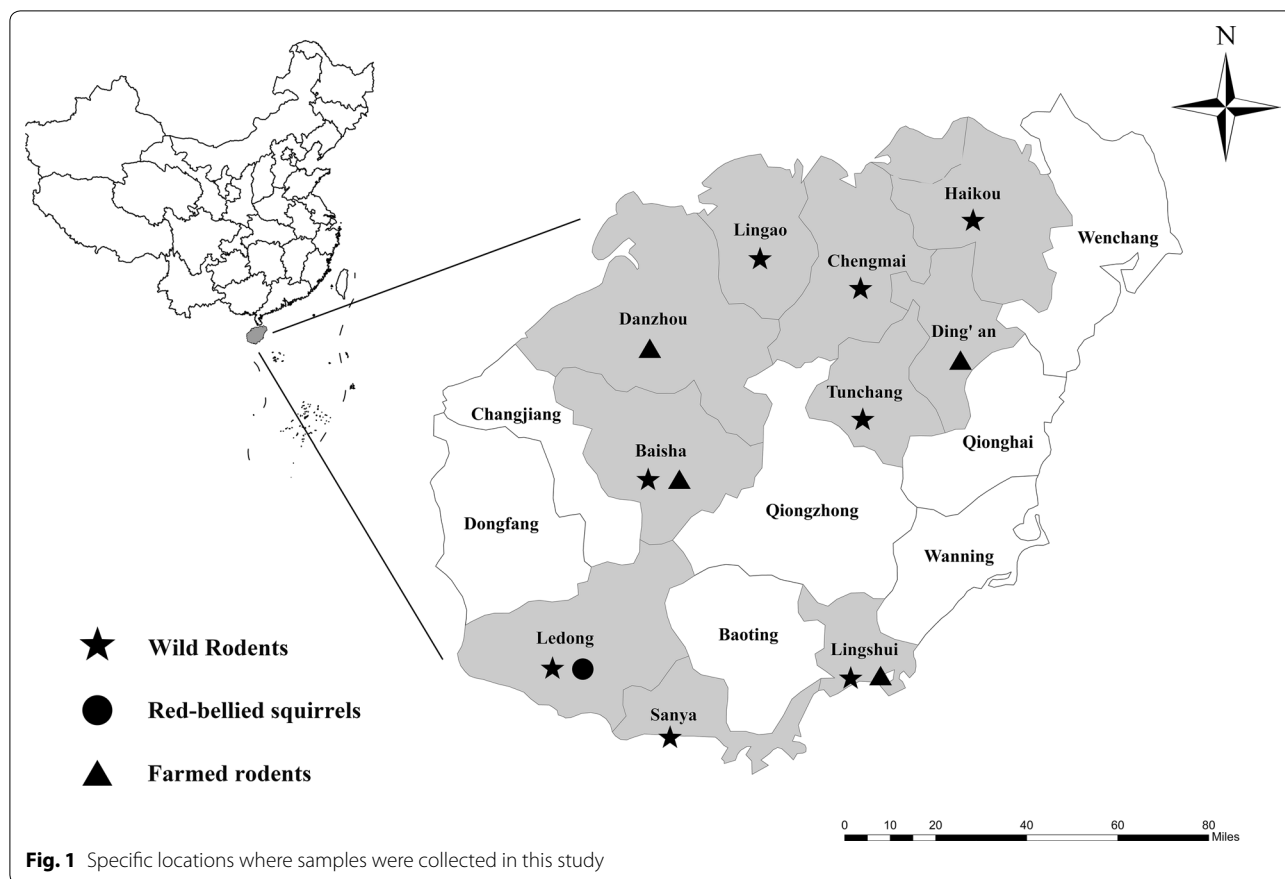 N
Haikou
Wenchang
Lingao
Chengmai
Danzhou
Ding' an
Tunchang
Changjiang
Qionghai
Baisha
Qiongzhong
Dongfang
Wanning
Baoting
Ledong
Lingshui
Sanya
Wild Rodents
Red-bellied squirrels
Farmed rodents
0 10 20 40 60 80
Miles
Fig. 1 Specific locations where samples were collected in this study